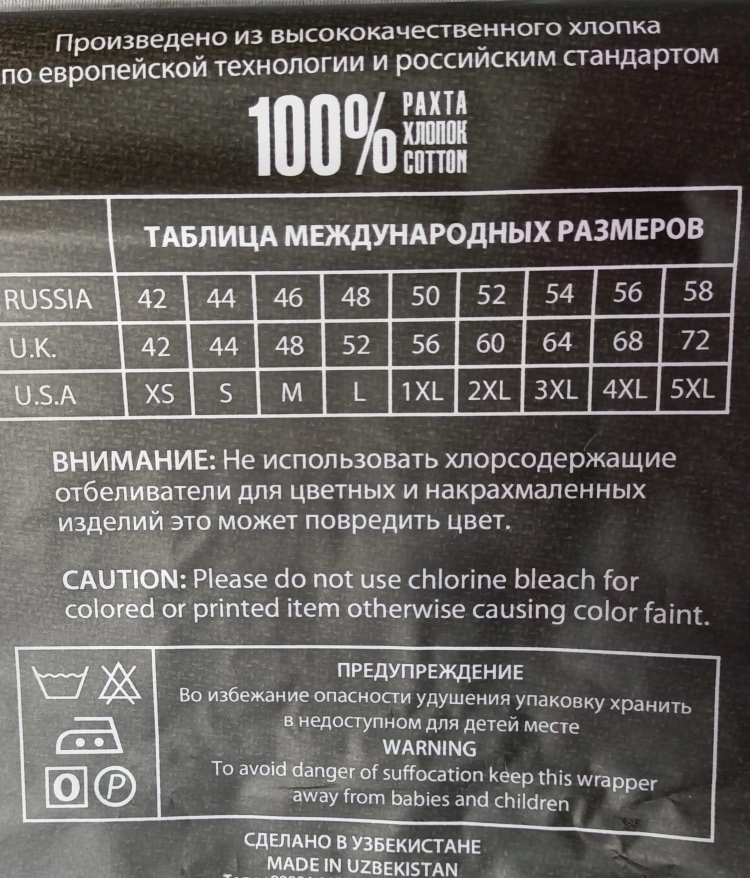 Произведено из высококачественного хлопка
по европейской технологии и российским стандартом
100% PAXTA
ХЛОПОК
COTTON
ТАБЛИЦА МЕЖДУНАРОДНЫХ РАЗМЕРОВ
RUSSIA 42 44 46 48 50 52 54 56 58
U.K. 42 44 48 52 56 60 64 68 72
U.S.A XS S M L 1XL 2XL 3XL 4XL 5XL
ВНИМАНИЕ: Не использовать хлорсодержащие
отбеливатели для цветных и накрахмаленных
изделий это может повредить цвет.
CAUTION: Please do not use chlorine bleach for
colored or printed item otherwise causing color faint.
O P
ПРЕДУПРЕЖДЕНИЕ
Во избежание опасности удушения упаковку хранить
в недоступном для детей месте
WARNING
To avoid danger of suffocation keep this wrapper
away from babies and children
СДЕЛАНО В УЗБЕКИСТАНЕ
MADE IN UZBEKISTAN